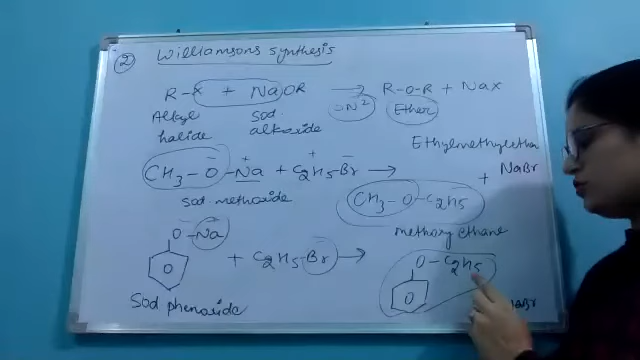 ② Williamsons synthesis
R-X + NaOR → SN² R-O-R + NaX
Alkyl halide Sod. alkoxide Ether
Ethylmethylether
CH₃-O⁻-Na⁺ + C₂H₅⁺Br⁻ → CH₃-O-C₂H₅ + NaBr
sod methoxide methoxy ethane
O⁻-Na + C₂H₅-Br → O-C₂H₅
Sod phenoxide